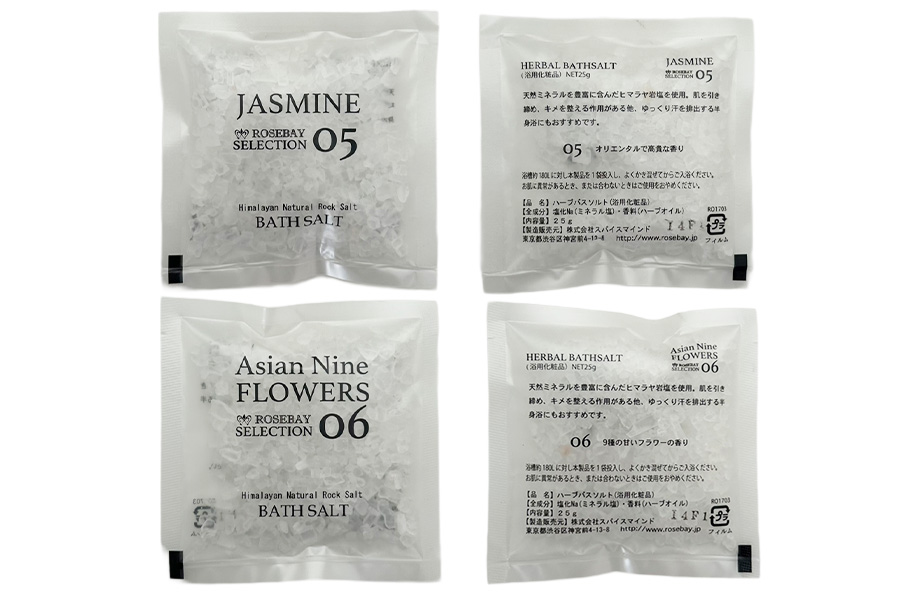 JASMINE
ROSEBAY
SELECTION 05
Himalayan Natural Rock Salt
BATH SALT
HERBAL BATHSALT
(浴用化粧品) NET25g
JASMINE
ROSEBAY
SELECTION 05
天然ミネラルを豊富に含んだヒマラヤ岩塩を使用。肌を引き
締め、キメを整える作用がある他、ゆっくり汗を排出する半
身浴にもおすすめです。
05 オリエンタルで高貴な香り
浴槽約180Lに対し本製品を1袋投入し、よくかき混ぜてからご入浴ください。
お肌に異常があるとき、または合わないときはご使用をおやめください。
【品 名】ハーブバスソルト(浴用化粧品)
【全成分】塩化Na(ミネラル塩)・香料(ハーブオイル)
【内容量】25g
【製造販売元】株式会社スパイスマインド
東京都渋谷区神宮前4-13-8 http://www.rosebay.jp
RO1703
14F1
プラ
フィルム
Asian Nine
FLOWERS
ROSEBAY
SELECTION 06
Himalayan Natural Rock Salt
BATH SALT
HERBAL BATHSALT
(浴用化粧品) NET25g
Asian Nine
FLOWERS
ROSEBAY
SELECTION 06
天然ミネラルを豊富に含んだヒマラヤ岩塩を使用。肌を引き
締め、キメを整える作用がある他、ゆっくり汗を排出する半
身浴にもおすすめです。
06 9種の甘いフラワーの香り
浴槽約180Lに対し本製品を1袋投入し、よくかき混ぜてからご入浴ください。
お肌に異常があるとき、または合わないときはご使用をおやめください。
【品 名】ハーブバスソルト(浴用化粧品)
【全成分】塩化Na(ミネラル塩)・香料(ハーブオイル)
【内容量】25g
【製造販売元】株式会社スパイスマインド
東京都渋谷区神宮前4-13-8 http://www.rosebay.jp
RO1703
14F1
プラ
フィルム